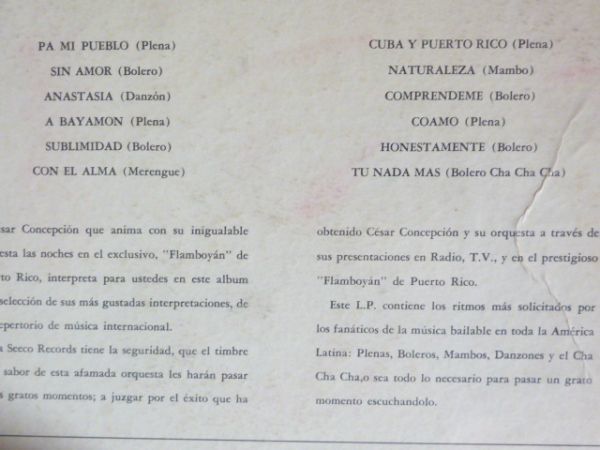 PA MI PUEBLO (Plena)
SIN AMOR (Bolero)
ANASTASIA (Danzón)
A BAYAMON (Plena)
SUBLIMIDAD (Bolero)
CON EL ALMA (Merengue)
CUBA Y PUERTO RICO (Plena)
NATURALEZA (Mambo)
COMPRENDEME (Bolero)
COAMO (Plena)
HONESTAMENTE (Bolero)
TU NADA MAS (Bolero Cha Cha Cha)
sar Concepción que anima con su inigualable
esta las noches en el exclusivo, "Flamboyán" de
to Rico, interpreta para ustedes en este album
selección de sus más gustadas interpretaciones, de
epertorio de música internacional.
a Seeco Records tiene la seguridad, que el timbre
sabor de esta afamada orquesta les harán pasar
s gratos momentos; a juzgar por el éxito que ha
obtenido César Concepción y su orquesta a través de
sus presentaciones en Radio, T.V., y en el prestigioso
"Flamboyán" de Puerto Rico.
Este L.P. contiene los ritmos más solicitados por
los fanáticos de la música bailable en toda la América
Latina: Plenas, Boleros, Mambos, Danzones y el Cha
Cha Cha,o sea todo lo necesario para pasar un grato
momento escuchandolo.